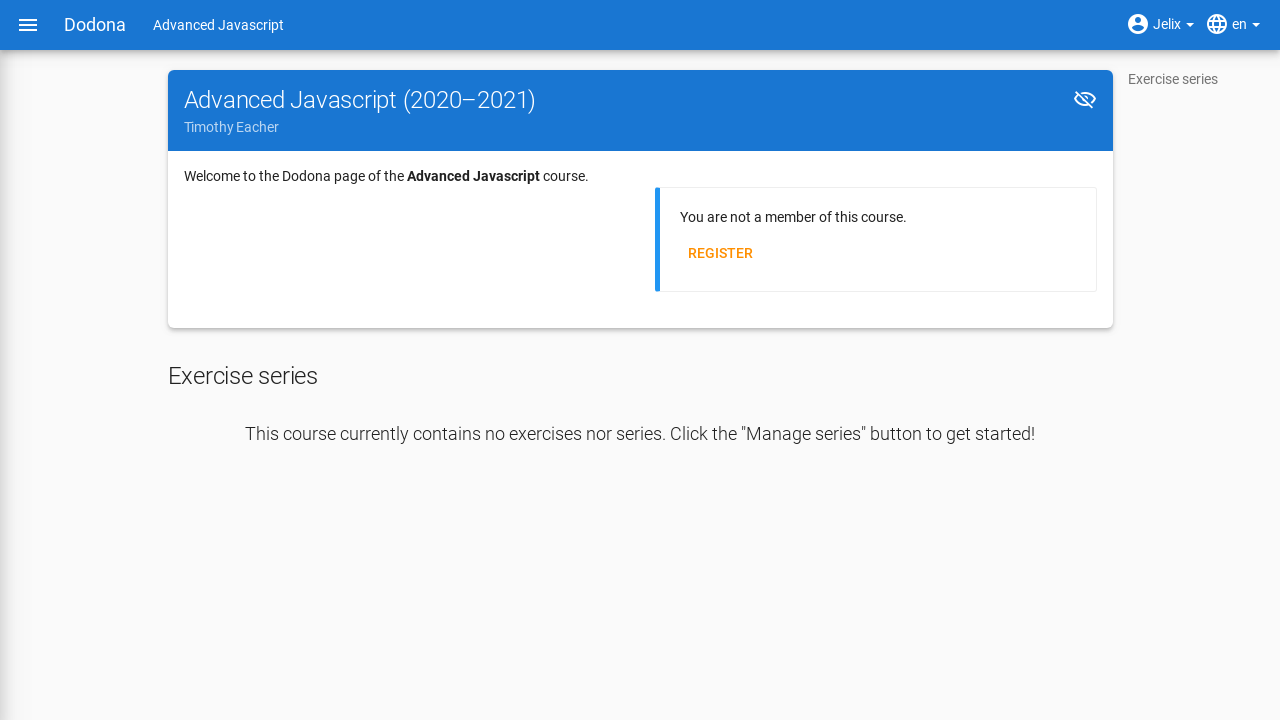 Dodona
Advanced Javascript
Jelix
en
Advanced Javascript (2020–2021)
Timothy Eacher
Exercise series
Welcome to the Dodona page of the Advanced Javascript course.
You are not a member of this course.
REGISTER
Exercise series
This course currently contains no exercises nor series. Click the "Manage series" button to get started!